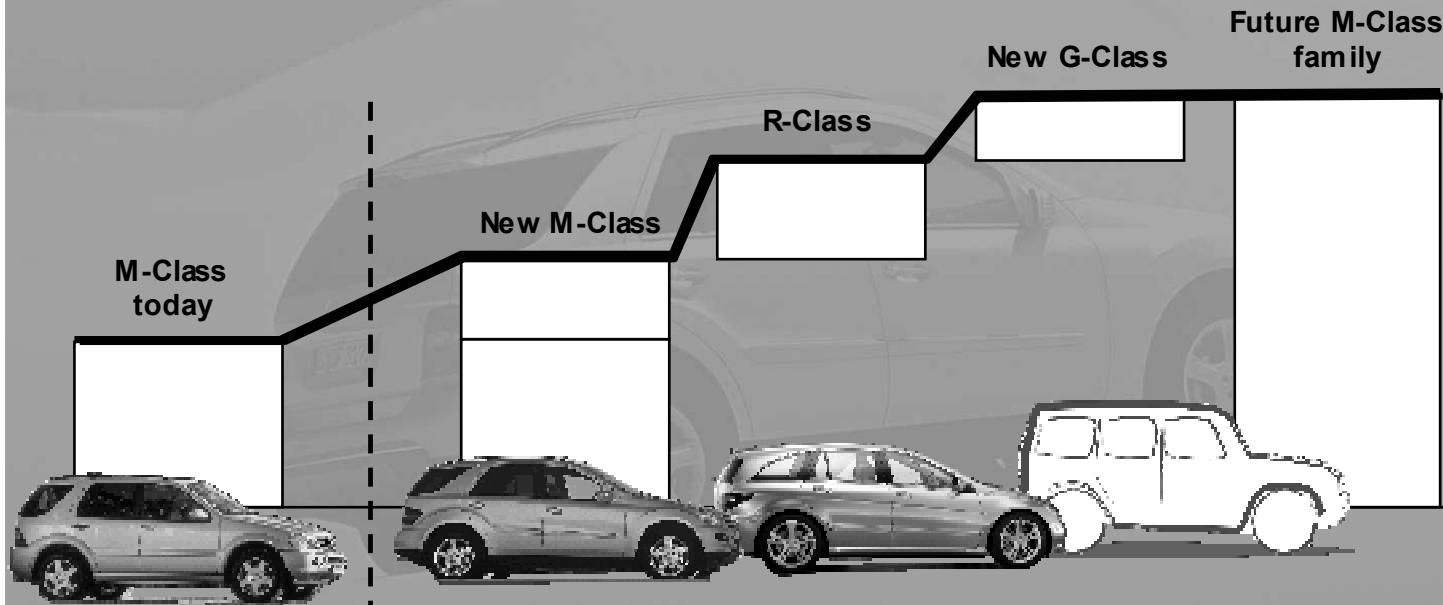 M-Class
today
New M-Class
R-Class
New G-Class
Future M-Class
family